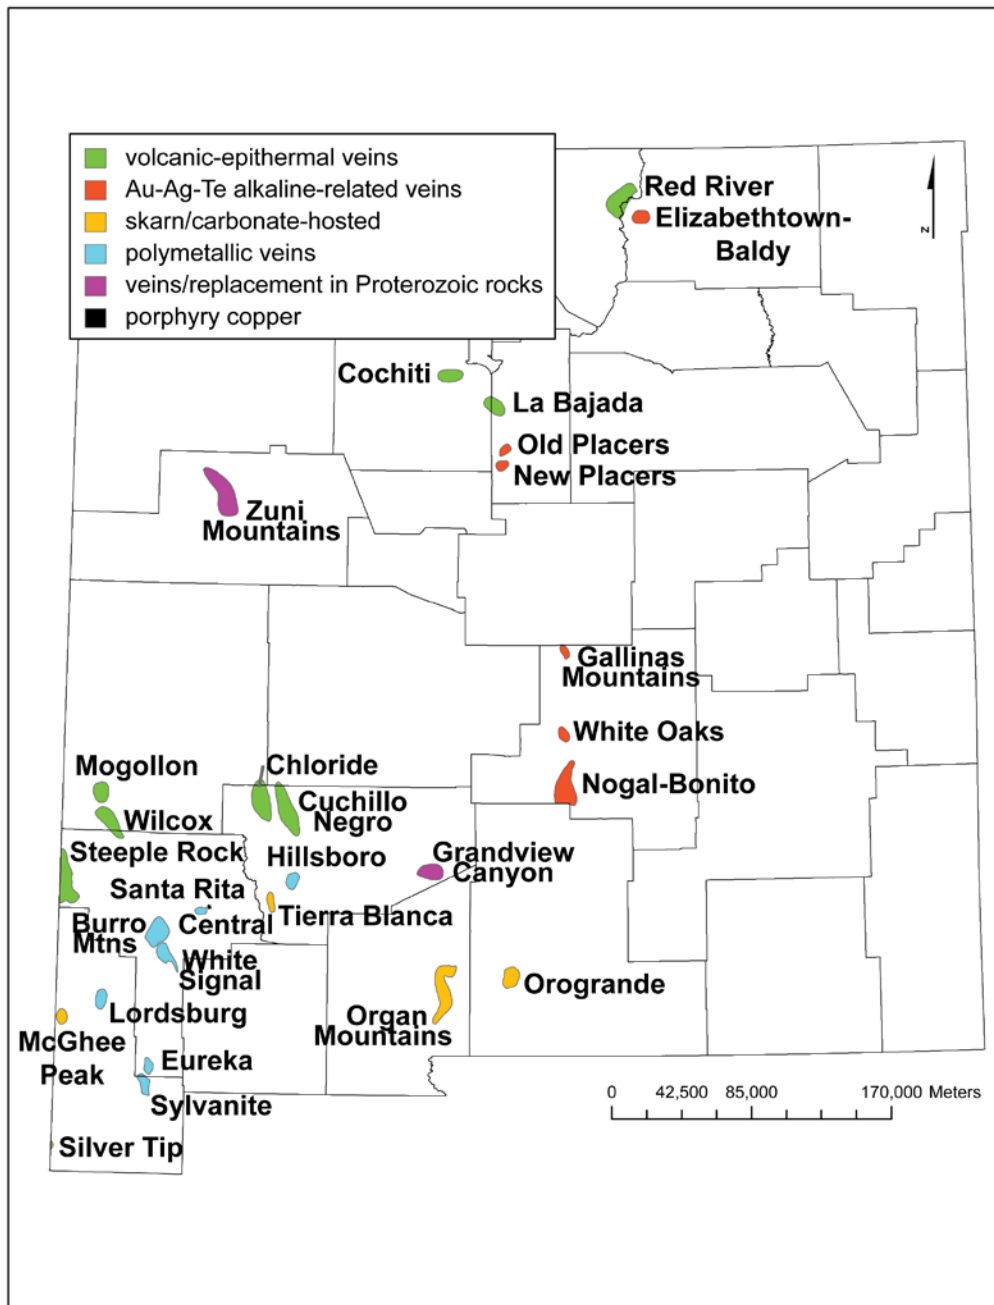 volcanic-epithermal veins
Au-Ag-Te alkaline-related veins
skarn/carbonate-hosted
polymetallic veins
veins/replacement in Proterozoic rocks
porphyry copper
Red River
Elizabethtown-
Baldy
N
Cochiti
La Bajada
Old Placers
New Placers
Zuni
Mountains
Gallinas
Mountains
White Oaks
Nogal-Bonito
Mogollon
Wilcox
Chloride
Cuchillo
Negro
Steeple Rock
Hillsboro
Grandview
Canyon
Santa Rita
Tierra Blanca
Burro
Mtns
Central
White
Signal
Lordsburg
Organ
Mountains
Orogrande
McGhee
Peak
Eureka
Sylvanite
Silver Tip
0 42,500 85,000 170,000 Meters